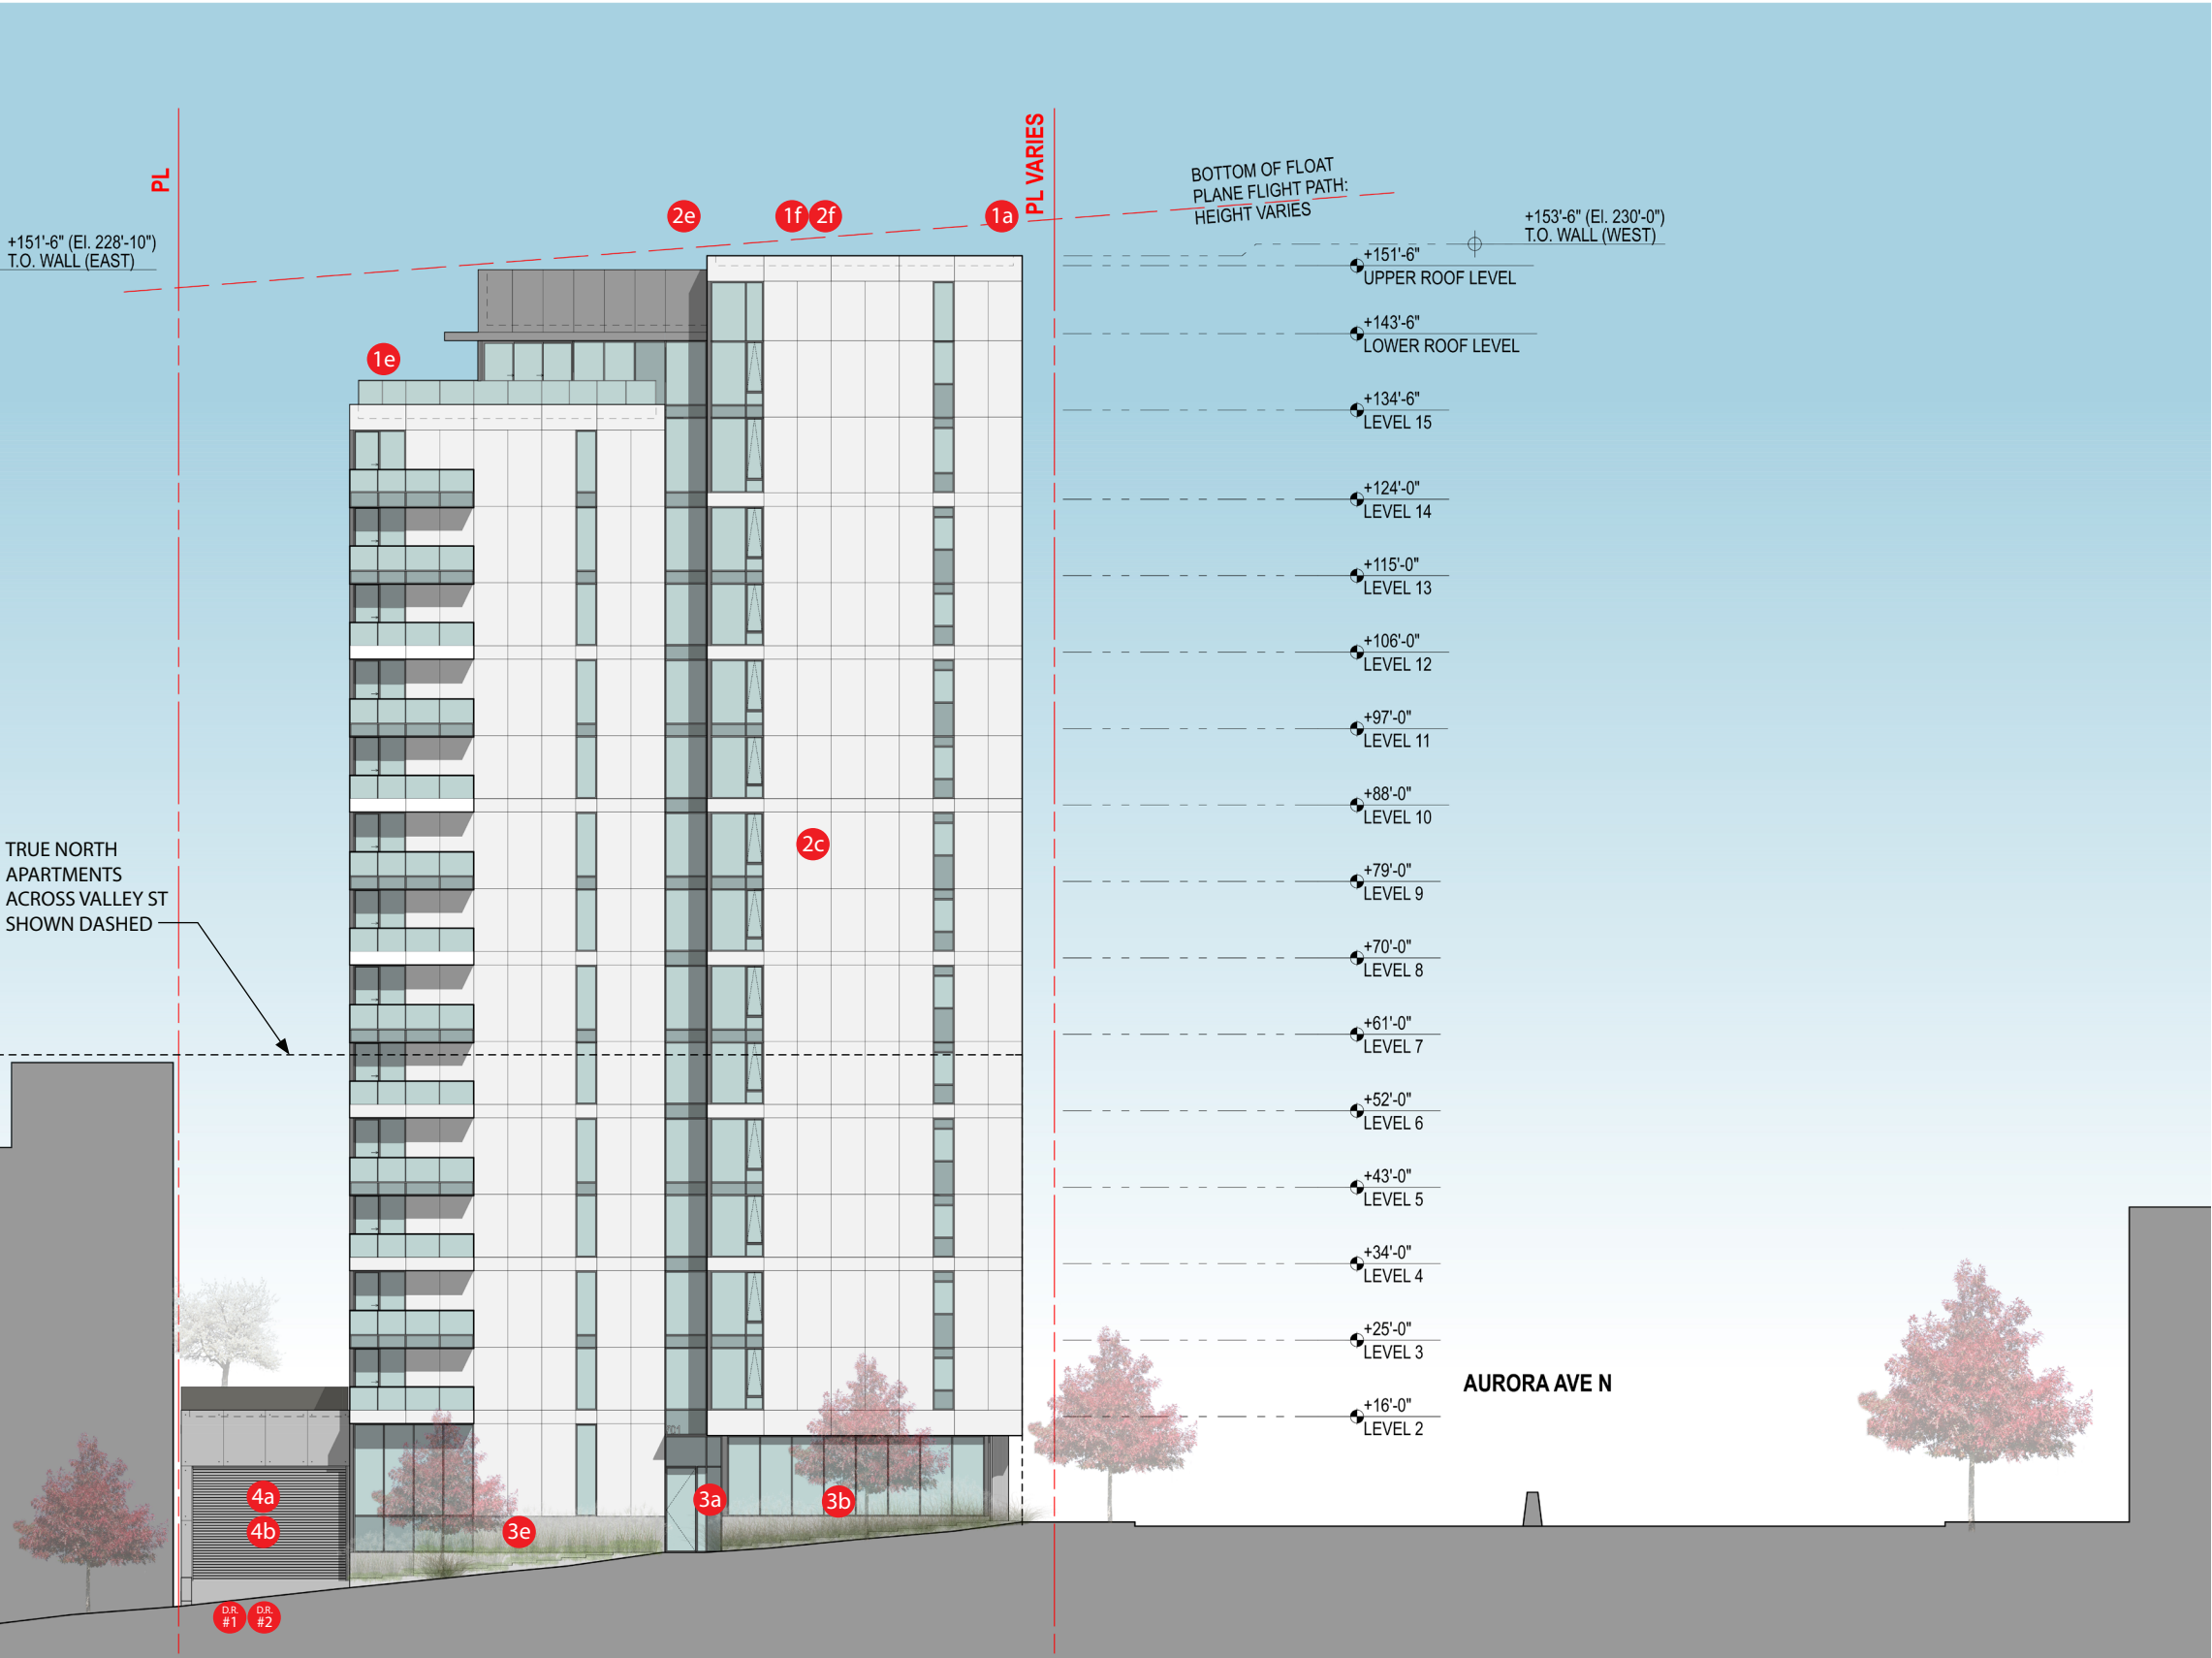 PL
PL VARIES
BOTTOM OF FLOAT
PLANE FLIGHT PATH:
HEIGHT VARIES
2e
1f
2f
1a
+153'-6" (El. 230'-0")
T.O. WALL (WEST)
+151'-6" (El. 228'-10")
T.O. WALL (EAST)
+151'-6"
UPPER ROOF LEVEL
+143'-6"
LOWER ROOF LEVEL
1e
+134'-6"
LEVEL 15
+124'-0"
LEVEL 14
+115'-0"
LEVEL 13
+106'-0"
LEVEL 12
+97'-0"
LEVEL 11
+88'-0"
LEVEL 10
2c
TRUE NORTH
APARTMENTS
ACROSS VALLEY ST
SHOWN DASHED
+79'-0"
LEVEL 9
+70'-0"
LEVEL 8
+61'-0"
LEVEL 7
+52'-0"
LEVEL 6
+43'-0"
LEVEL 5
+34'-0"
LEVEL 4
+25'-0"
LEVEL 3
AURORA AVE N
+16'-0"
LEVEL 2
4a
4b
3a
3b
3e
D.R.
#1
D.R.
#2